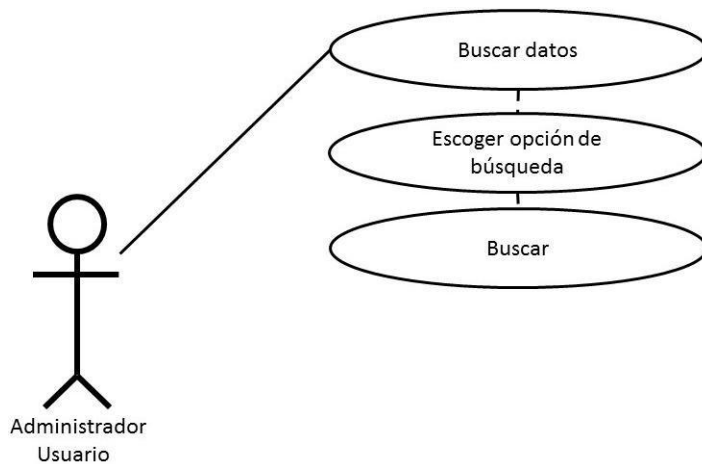 Buscar datos
Escoger opción de
búsqueda
Buscar
Administrador
Usuario